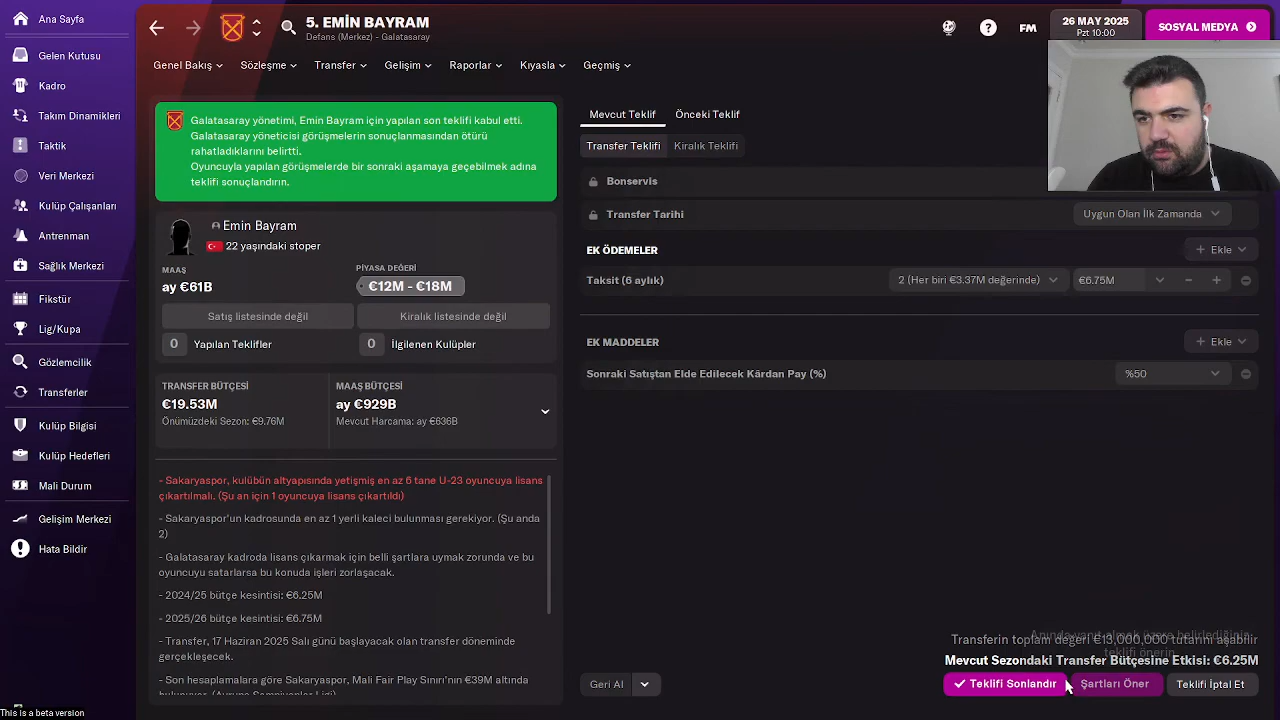 Ana Sayfa
Gelen Kutusu
Kadro
Takım Dinamikleri
Taktik
Veri Merkezi
Kulüp Çalışanları
Antrenman
Sağlık Merkezi
Fikstür
Lig/Kupa
Gözlemcilik
Transferler
Kulüp Bilgisi
Kulüp Hedefleri
Mali Durum
Gelişim Merkezi
Hata Bildir
This is a beta version
5. EMİN BAYRAM
Defans (Merkez) - Galatasaray
FM
26 MAY 2025
Pzt 10:00
SOSYAL MEDYA
Genel Bakış
Sözleşme
Transfer
Gelişim
Raporlar
Kıyasla
Geçmiş
Galatasaray yönetimi, Emin Bayram için yapılan son teklifi kabul etti.
Galatasaray yöneticisi görüşmelerin sonuçlanmasından ötürü
rahatladıklarını belirtti.
Oyuncuyla yapılan görüşmelerde bir sonraki aşamaya geçebilmek adına
teklifi sonuçlandırın.
Emin Bayram
22 yaşındaki stoper
MAAŞ
ay €61B
PİYASA DEĞERİ
€12M - €18M
Satış listesinde değil
Kiralık listesinde değil
0 Yapılan Teklifler
0 İlgilenen Kulüpler
TRANSFER BÜTÇESİ
€19.53M
Önümüzdeki Sezon: €9.76M
MAAŞ BÜTÇESİ
ay €929B
Mevcut Harcama: ay €636B
- Sakaryaspor, kulübün altyapısında yetişmiş en az 6 tane U-23 oyuncuya lisans
çıkartılmalı. (Şu an için 1 oyuncuya lisans çıkartıldı)
- Sakaryaspor'un kadrosunda en az 1 yerli kaleci bulunması gerekiyor. (Şu anda
2)
- Galatasaray kadroda lisans çıkarmak için belli şartlara uymak zorunda ve bu
oyuncuyu satarlarsa bu konuda işleri zorlaşacak.
- 2024/25 bütçe kesintisi: €6.25M
- 2025/26 bütçe kesintisi: €6.75M
- Transfer, 17 Haziran 2025 Salı günü başlayacak olan transfer döneminde
gerçekleşecek.
- Son hesaplamalara göre Sakaryaspor, Mali Fair Play Sınırı'nın €39M altında
Mevcut Teklif
Önceki Teklif
Transfer Teklifi
Kiralık Teklifi
Bonservis
Transfer Tarihi
Uygun Olan İlk Zamanda
EK ÖDEMELER
Ekle
Taksit (6 aylık)
2 (Her biri €3.37M değerinde)
€6.75M
EK MADDELER
Ekle
Sonraki Satıştan Elde Edilecek Kârdan Pay (%)
%50
Transferin toplam değeri €13,000,000 tutarını aşabilir
teklifi önerin
Mevcut Sezondaki Transfer Bütçesine Etkisi: €6.25M
Geri Al
Teklifi Sonlandır
Şartları Öner
Teklifi İptal Et